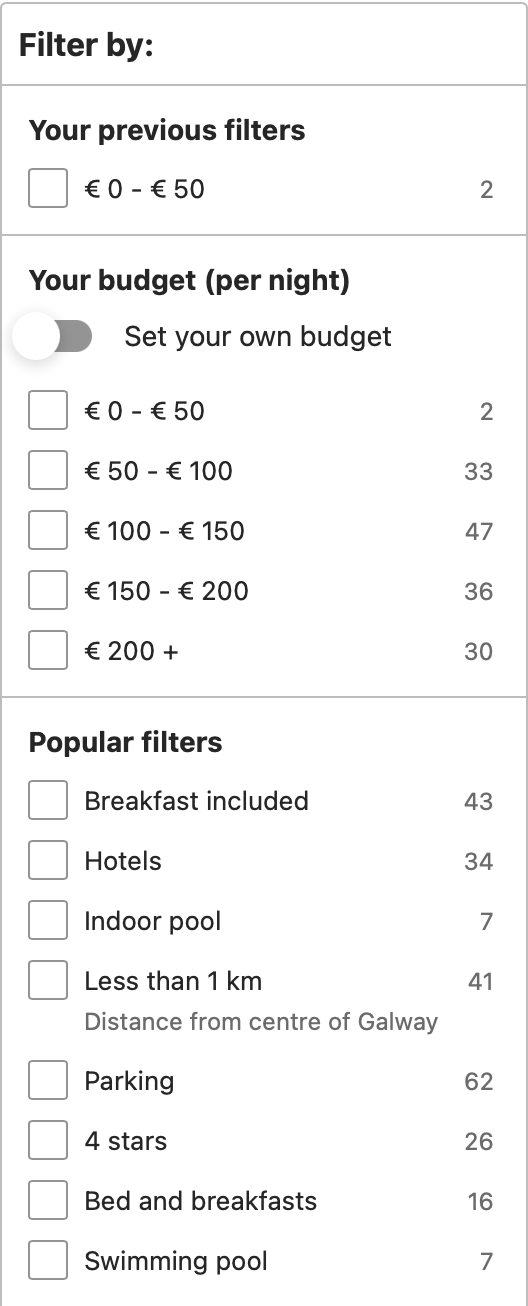 Filter by:
Your previous filters
€ 0 - € 50 2
Your budget (per night)
Set your own budget
€ 0 - € 50 2
€ 50 - € 100 33
€ 100 - € 150 47
€ 150 - € 200 36
€ 200 + 30
Popular filters
Breakfast included 43
Hotels 34
Indoor pool 7
Less than 1 km 41
Distance from centre of Galway
Parking 62
4 stars 26
Bed and breakfasts 16
Swimming pool 7